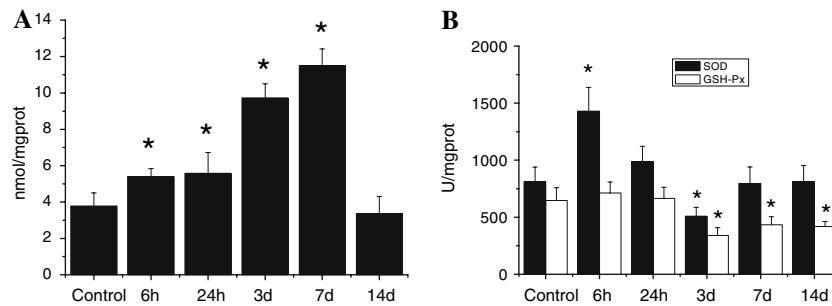 A
nmol/mgprot
14
12
10
8
6
4
2
0
*
*
*
*
Control 6h 24h 3d 7d 14d
B
U/mgprot
2000
1500
1000
500
0
SOD
GSH-Px
*
*
*
*
*
Control 6h 24h 3d 7d 14d